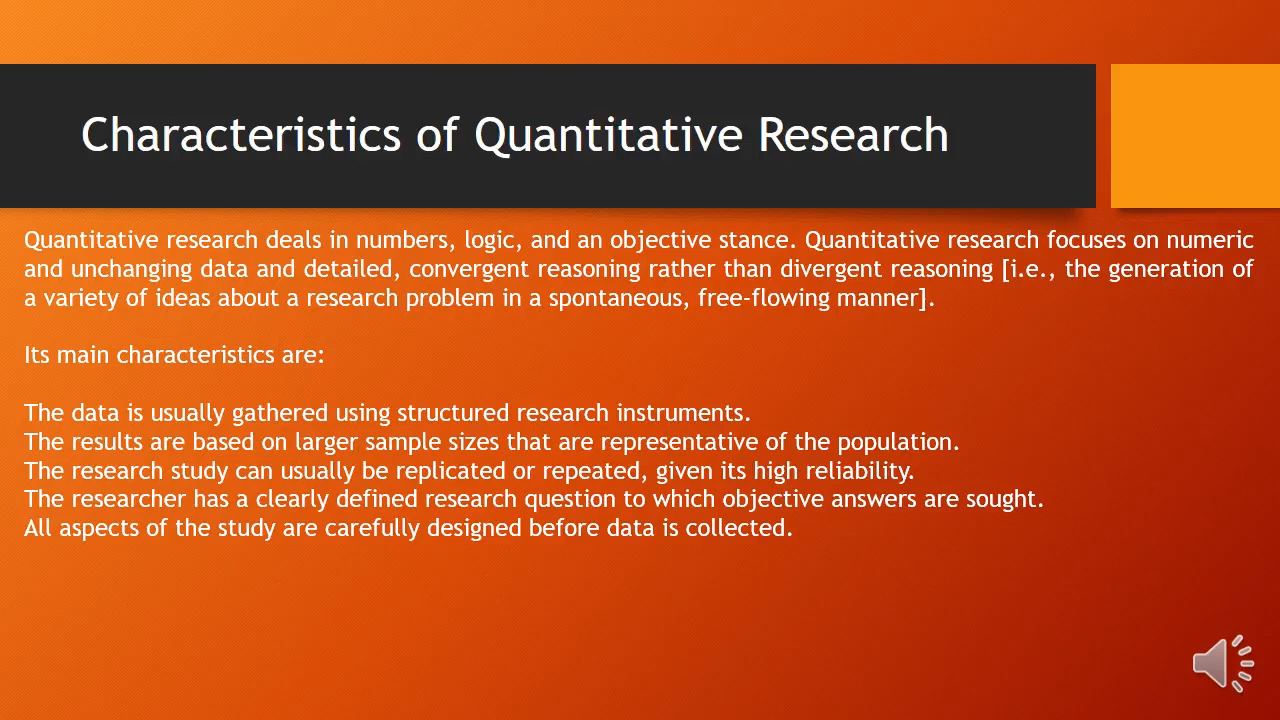 Characteristics of Quantitative Research
Quantitative research deals in numbers, logic, and an objective stance. Quantitative research focuses on numeric
and unchanging data and detailed, convergent reasoning rather than divergent reasoning [i.e., the generation of
a variety of ideas about a research problem in a spontaneous, free-flowing manner].
Its main characteristics are:
The data is usually gathered using structured research instruments.
The results are based on larger sample sizes that are representative of the population.
The research study can usually be replicated or repeated, given its high reliability.
The researcher has a clearly defined research question to which objective answers are sought.
All aspects of the study are carefully designed before data is collected.